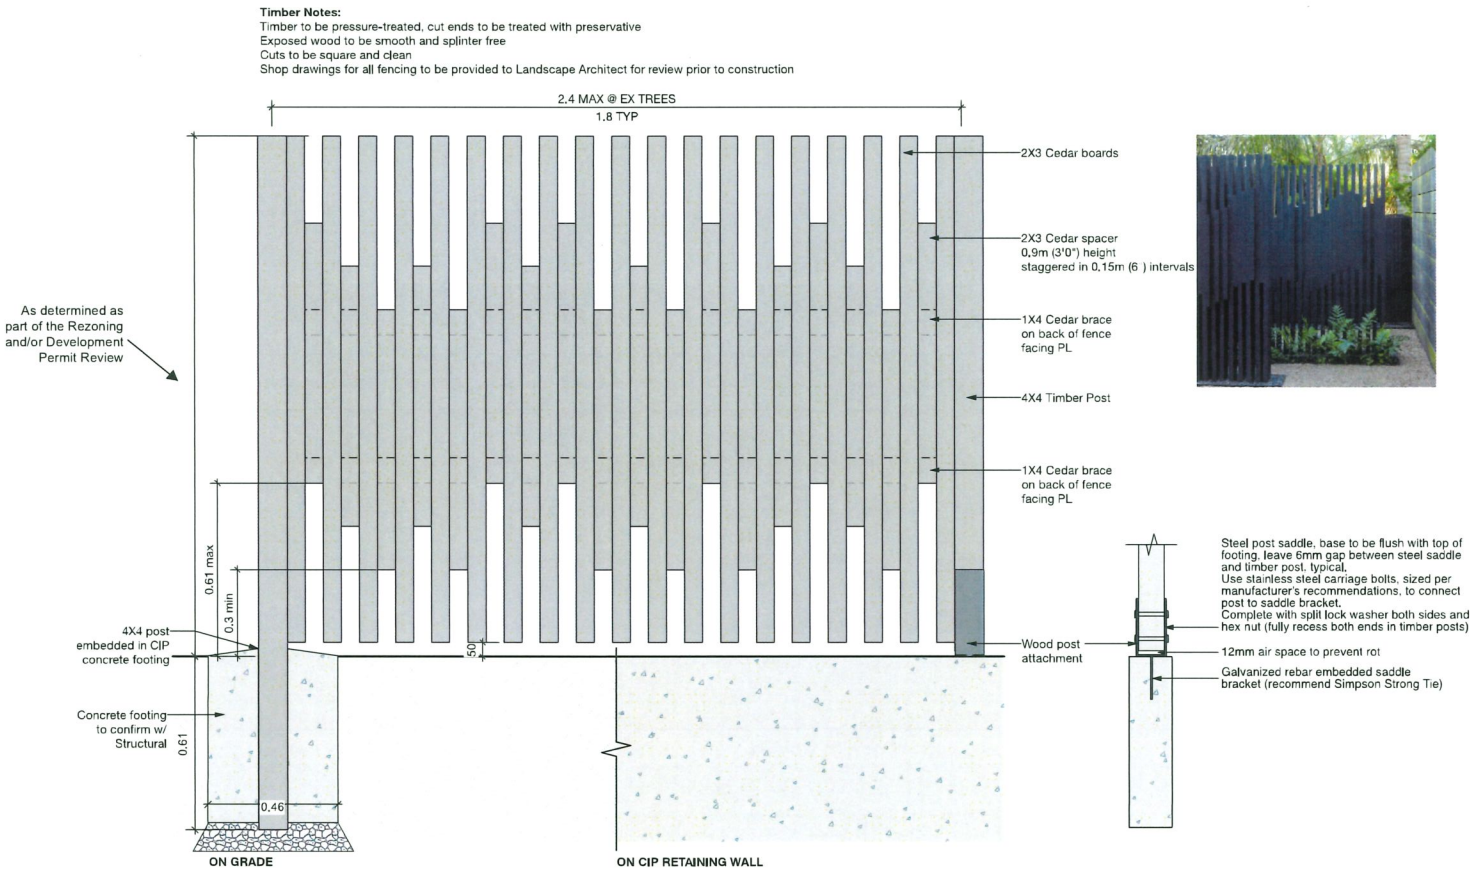 Timber Notes:
Timber to be pressure-treated, cut ends to be treated with preservative
Exposed wood to be smooth and splinter free
Cuts to be square and clean
Shop drawings for all fencing to be provided to Landscape Architect for review prior to construction
2.4 MAX @ EX TREES
1.8 TYP
2X3 Cedar boards
2X3 Cedar spacer
0.9m (3'0") height
staggered in 0.15m (6 ) intervals
1X4 Cedar brace
on back of fence
facing PL
4X4 Timber Post
1X4 Cedar brace
on back of fence
facing PL
As determined as
part of the Rezoning
and/or Development
Permit Review
0.61 max
0.3 min
50
4X4 post
embedded in CIP
concrete footing
Concrete footing
to confirm w/
Structural
0.61
0.46
Wood post
attachment
Steel post saddle, base to be flush with top of
footing, leave 6mm gap between steel saddle
and timber post, typical.
Use stainless steel carriage bolts, sized per
manufacturer's recommendations, to connect
post to saddle bracket.
Complete with split lock washer both sides and
hex nut (fully recess both ends in timber posts)
12mm air space to prevent rot
Galvanized rebar embedded saddle
bracket (recommend Simpson Strong Tie)
ON GRADE
ON CIP RETAINING WALL